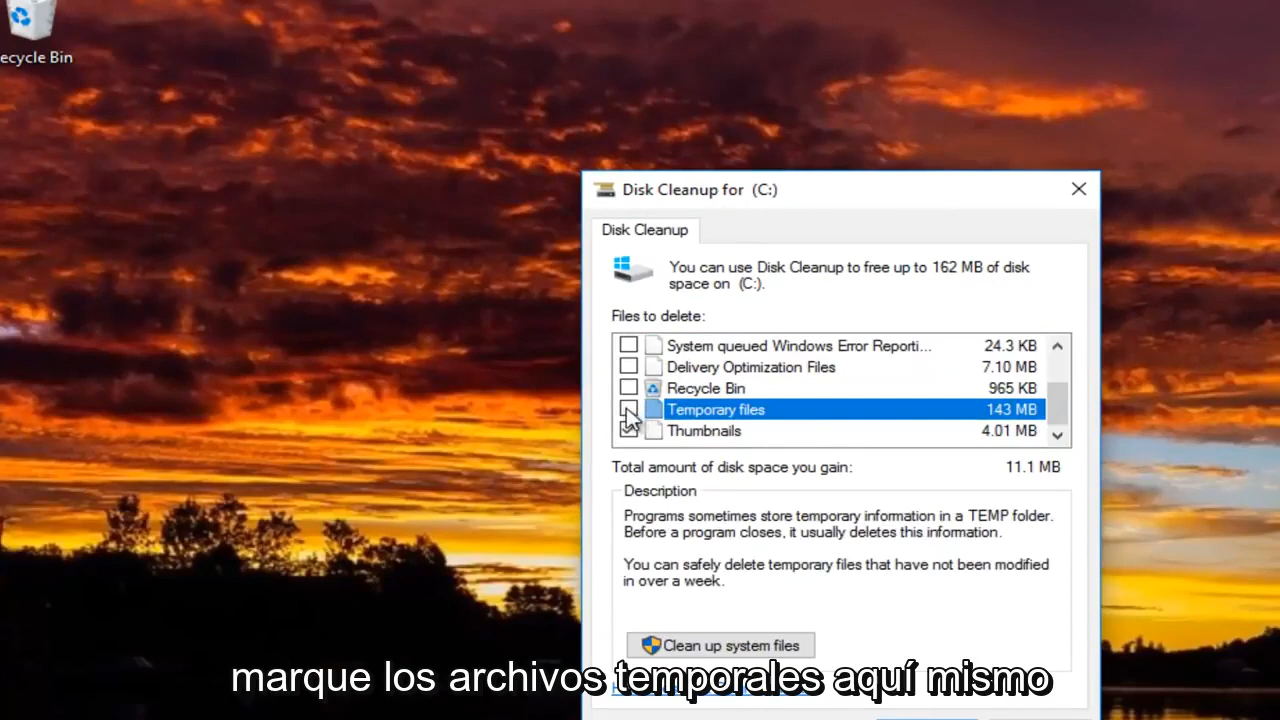 ecycle Bin
Disk Cleanup for (C:)
Disk Cleanup
You can use Disk Cleanup to free up to 162 MB of disk
space on (C:).
Files to delete:
System queued Windows Error Reporti... 24.3 KB
Delivery Optimization Files 7.10 MB
Recycle Bin 965 KB
Temporary files 143 MB
Thumbnails 4.01 MB
Total amount of disk space you gain: 11.1 MB
Description
Programs sometimes store temporary information in a TEMP folder.
Before a program closes, it usually deletes this information.
You can safely delete temporary files that have not been modified
in over a week.
Clean up system files
marque los archivos temporales aquí mismo